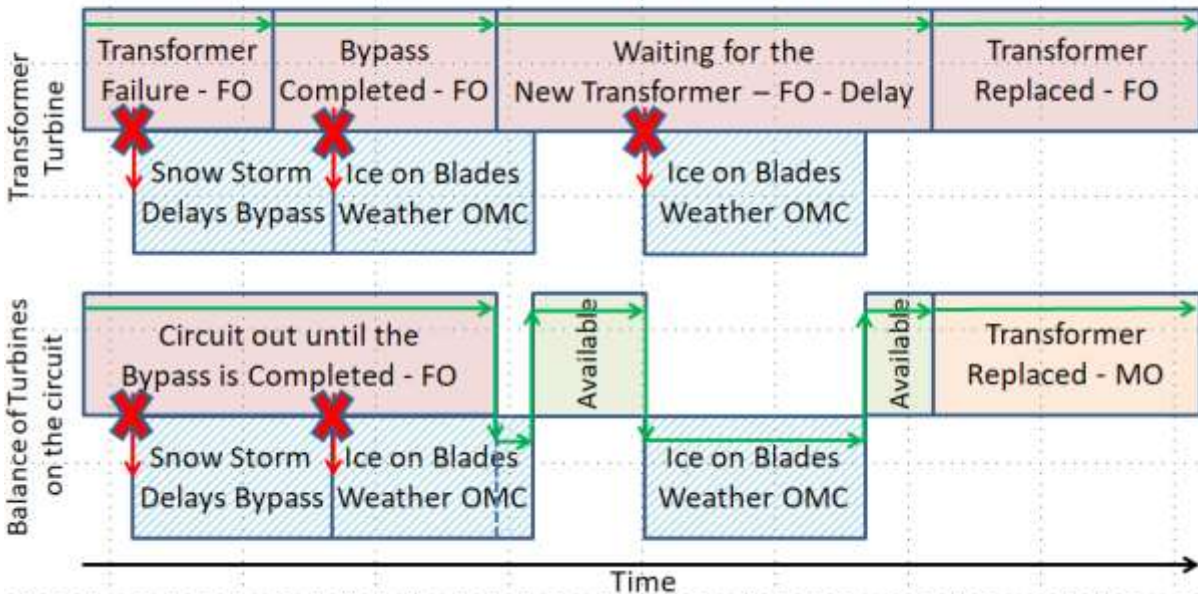 Transformer
Turbine
Transformer
Failure - FO
Bypass
Completed - FO
Waiting for the
New Transformer – FO - Delay
Transformer
Replaced - FO
Snow Storm
Delays Bypass
Ice on Blades
Weather OMC
Ice on Blades
Weather OMC
Balance of Turbines
on the circuit
Circuit out until the
Bypass is Completed - FO
Available
Available
Transformer
Replaced - MO
Snow Storm
Delays Bypass
Ice on Blades
Weather OMC
Ice on Blades
Weather OMC
Time